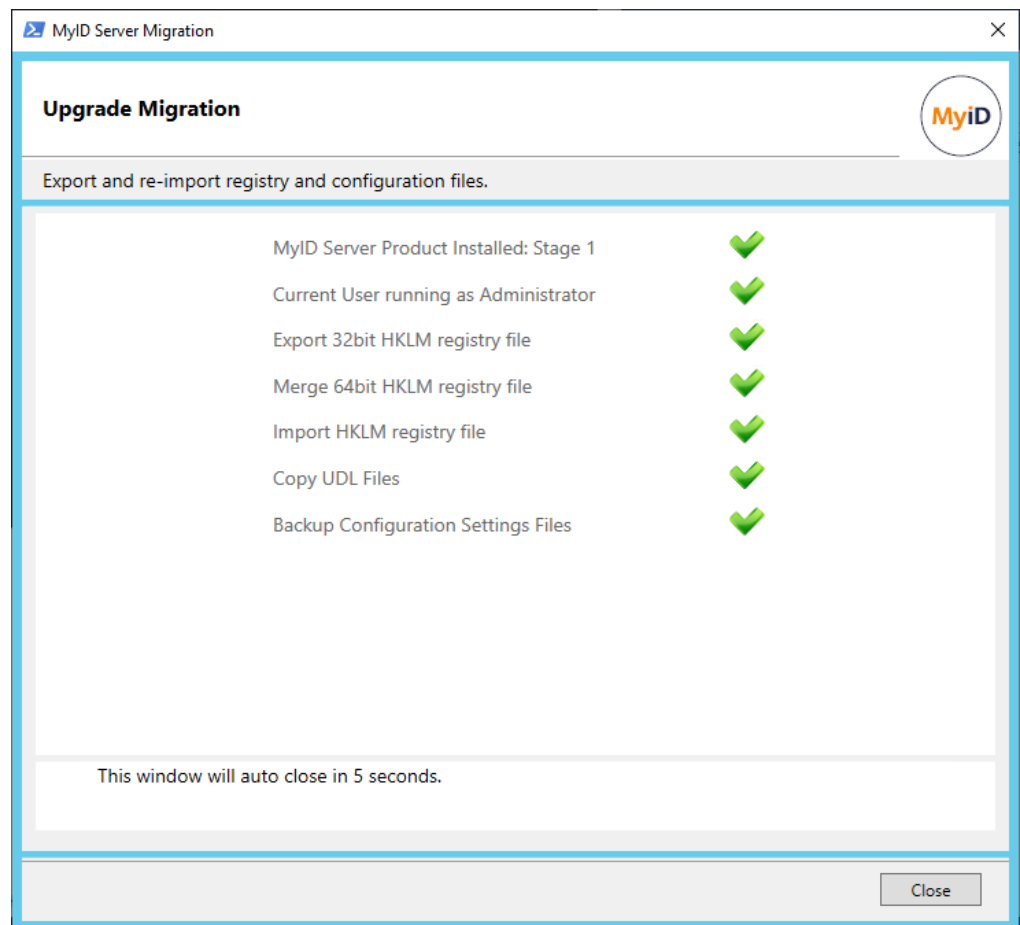 MyID Server Migration
Upgrade Migration
MyiD
Export and re-import registry and configuration files.
MyID Server Product Installed: Stage 1
Current User running as Administrator
Export 32bit HKLM registry file
Merge 64bit HKLM registry file
Import HKLM registry file
Copy UDL Files
Backup Configuration Settings Files
This window will auto close in 5 seconds.
Close